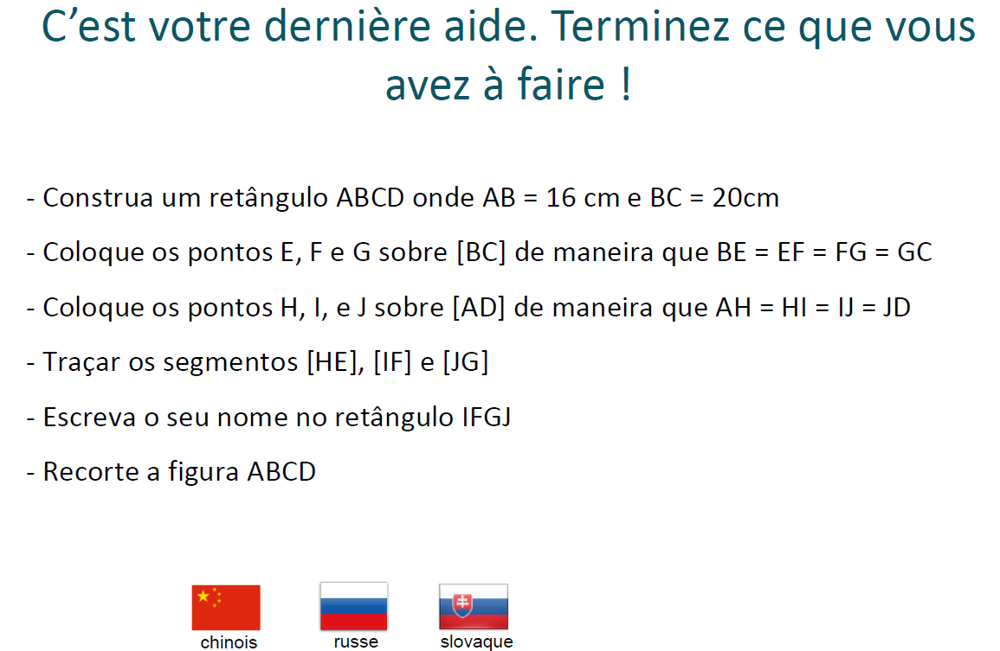 C’est votre dernière aide. Terminez ce que vous
avez à faire !
- Construa um retângulo ABCD onde AB = 16 cm e BC = 20cm
- Coloque os pontos E, F e G sobre [BC] de maneira que BE = EF = FG = GC
- Coloque os pontos H, I, e J sobre [AD] de maneira que AH = HI = IJ = JD
- Traçar os segmentos [HE], [IF] e [JG]
- Escreva o seu nome no retângulo IFGJ
- Recorte a figura ABCD
chinois russe slovaque